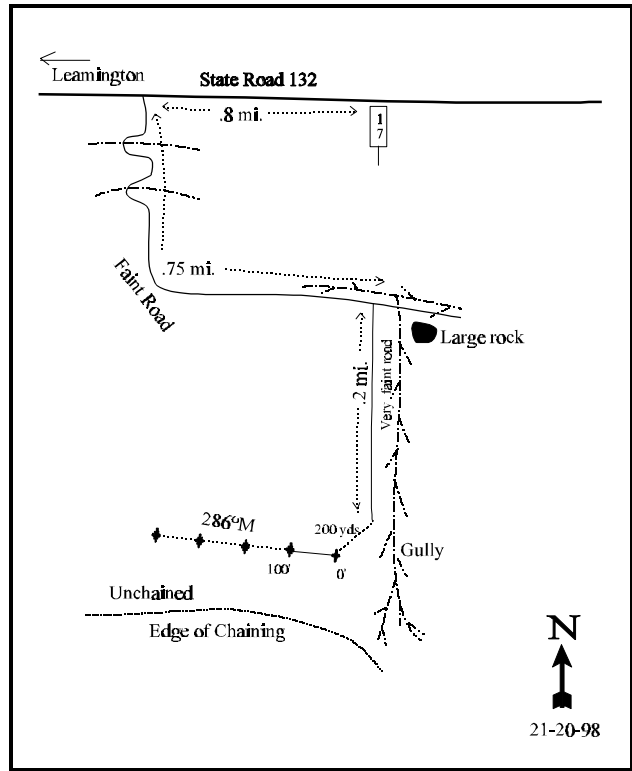 Leamington
State Road 132
.8 mi.
1
7
.75 mi.
Faint Road
Large rock
.2 mi.
Very faint road
286°M
200 yds.
Gully
100'
0'
Unchained
Edge of Chaining
N
21-20-98